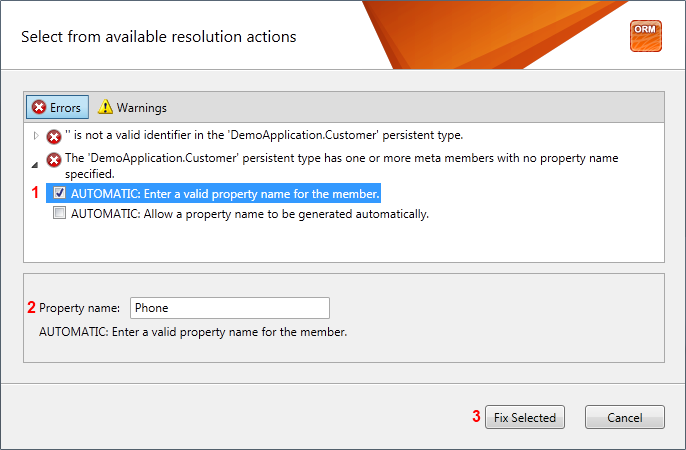 Select from available resolution actions
ORM
Errors
Warnings
'' is not a valid identifier in the 'DemoApplication.Customer' persistent type.
The 'DemoApplication.Customer' persistent type has one or more meta members with no property name
specified.
1 AUTOMATIC: Enter a valid property name for the member.
AUTOMATIC: Allow a property name to be generated automatically.
2 Property name: Phone
AUTOMATIC: Enter a valid property name for the member.
3 Fix Selected
Cancel